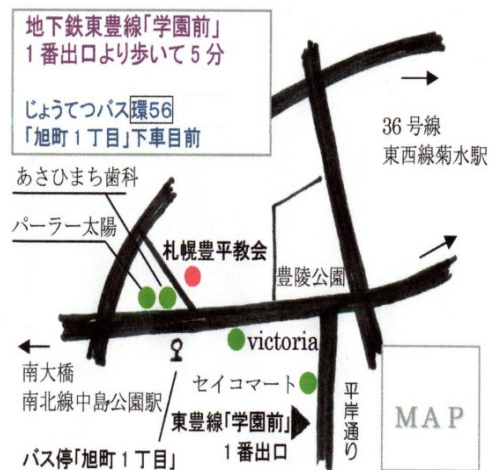 地下鉄東豊線「学園前」
1番出口より歩いて5分
じょうてつバス環56
「旭町1丁目」下車目前
36号線
東西線菊水駅
あさひまち歯科
パーラー太陽
札幌豊平教会
豊陵公園
victoria
南大橋
南北線中島公園駅
セイコマート
平岸通り
東豊線「学園前」
1番出口
バス停「旭町1丁目」
MAP